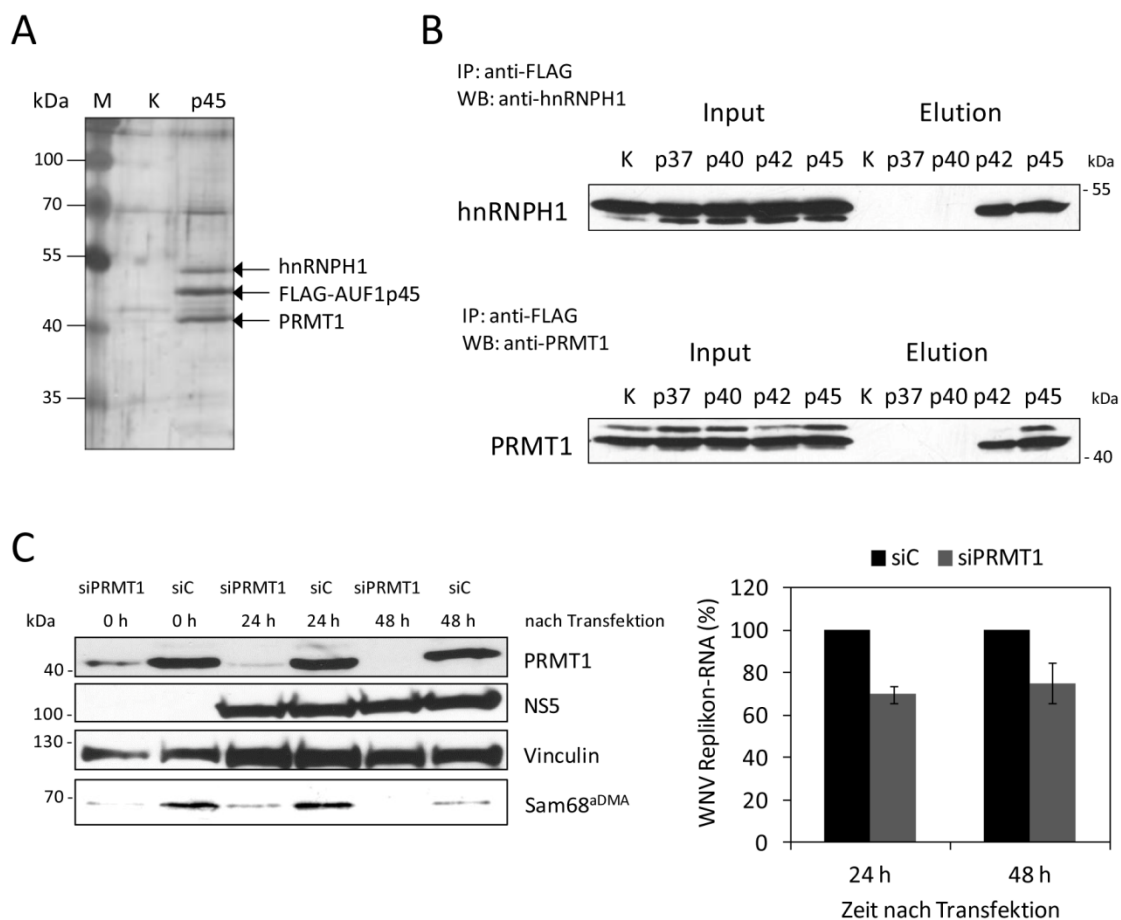 A
kDa M K p45
100
70
55
40
35
hnRNPH1
FLAG-AUF1p45
PRMT1
B
IP: anti-FLAG
WB: anti-hnRNPH1
Input Elution
K p37 p40 p42 p45 K p37 p40 p42 p45 kDa
hnRNPH1
- 55
IP: anti-FLAG
WB: anti-PRMT1
Input Elution
K p37 p40 p42 p45 K p37 p40 p42 p45 kDa
PRMT1
- 40
C
siPRMT1 siC siPRMT1 siC siPRMT1 siC
kDa 0 h 0 h 24 h 24 h 48 h 48 h nach Transfektion
40 - PRMT1
100 - NS5
130 - Vinculin
70 - Sam68aDMA
siC siPRMT1
WNV Replikon-RNA (%)
120
100
80
60
40
20
0
24 h 48 h
Zeit nach Transfektion